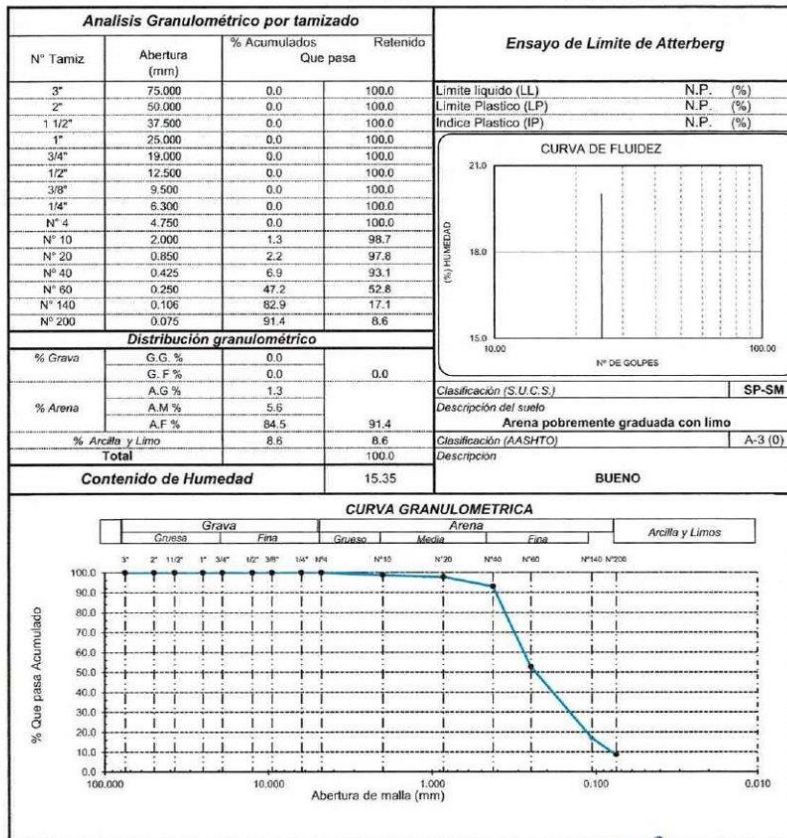 Analisis Granulométrico por tamizado
N° Tamiz Abertura (mm) % Acumulados Retenido
Que pasa
3" 75.000 0.0 100.0
2" 50.000 0.0 100.0
1 1/2" 37.500 0.0 100.0
1" 25.000 0.0 100.0
3/4" 19.000 0.0 100.0
1/2" 12.500 0.0 100.0
3/8" 9.500 0.0 100.0
1/4" 6.300 0.0 100.0
N° 4 4.750 0.0 100.0
N° 10 2.000 1.3 98.7
N° 20 0.850 2.2 97.8
N° 40 0.425 6.9 93.1
N° 60 0.250 47.2 52.8
N° 140 0.106 82.9 17.1
N° 200 0.075 91.4 8.6
Distribución granulométrico
% Grava G.G. % 0.0
G. F % 0.0 0.0
A.G % 1.3
% Arena A.M % 5.6
A.F % 84.5 91.4
% Arcilla y Limo 8.6 8.6
Total 100.0
Contenido de Humedad 15.35
Ensayo de Límite de Atterberg
Limite liquido (LL) N.P. (%)
Limite Plastico (LP) N.P. (%)
Indice Plastico (IP) N.P. (%)
CURVA DE FLUIDEZ
21.0
(%) HUMEDAD
18.0
15.0
10.00 100.00
N° DE GOLPES
Clasificación (S.U.C.S.) SP-SM
Descripción del suelo
Arena pobremente graduada con limo
Clasificación (AASHTO) A-3 (0)
Descripcion
BUENO
CURVA GRANULOMETRICA
Grava Arena Arcilla y Limos
Gruesa Fina Grueso Media Fina
3" 2" 11/2" 1" 3/4" 1/2" 3/8" 1/4" N°4 N°10 N°20 N°40 N°60 N°140 N°200
% Que pasa Acumulado
100.0
90.0
80.0
70.0
60.0
50.0
40.0
30.0
20.0
10.0
0.0
100.000 10.000 1.000 0.100 0.010
Abertura de malla (mm)